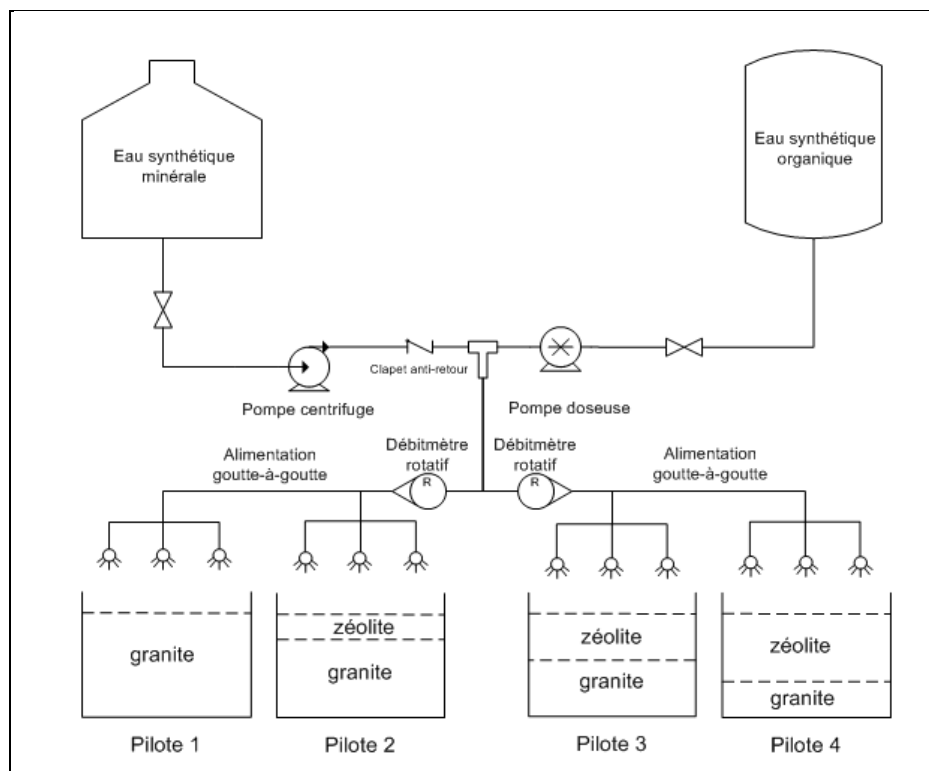 Eau synthétique
minérale
Eau synthétique
organique
Clapet anti-retour
Pompe centrifuge
Pompe doseuse
Alimentation
goutte-à-goutte
Débitmètre
rotatif
R
Débitmètre
rotatif
R
Alimentation
goutte-à-goutte
granite
zéolite
granite
zéolite
granite
zéolite
granite
Pilote 1
Pilote 2
Pilote 3
Pilote 4